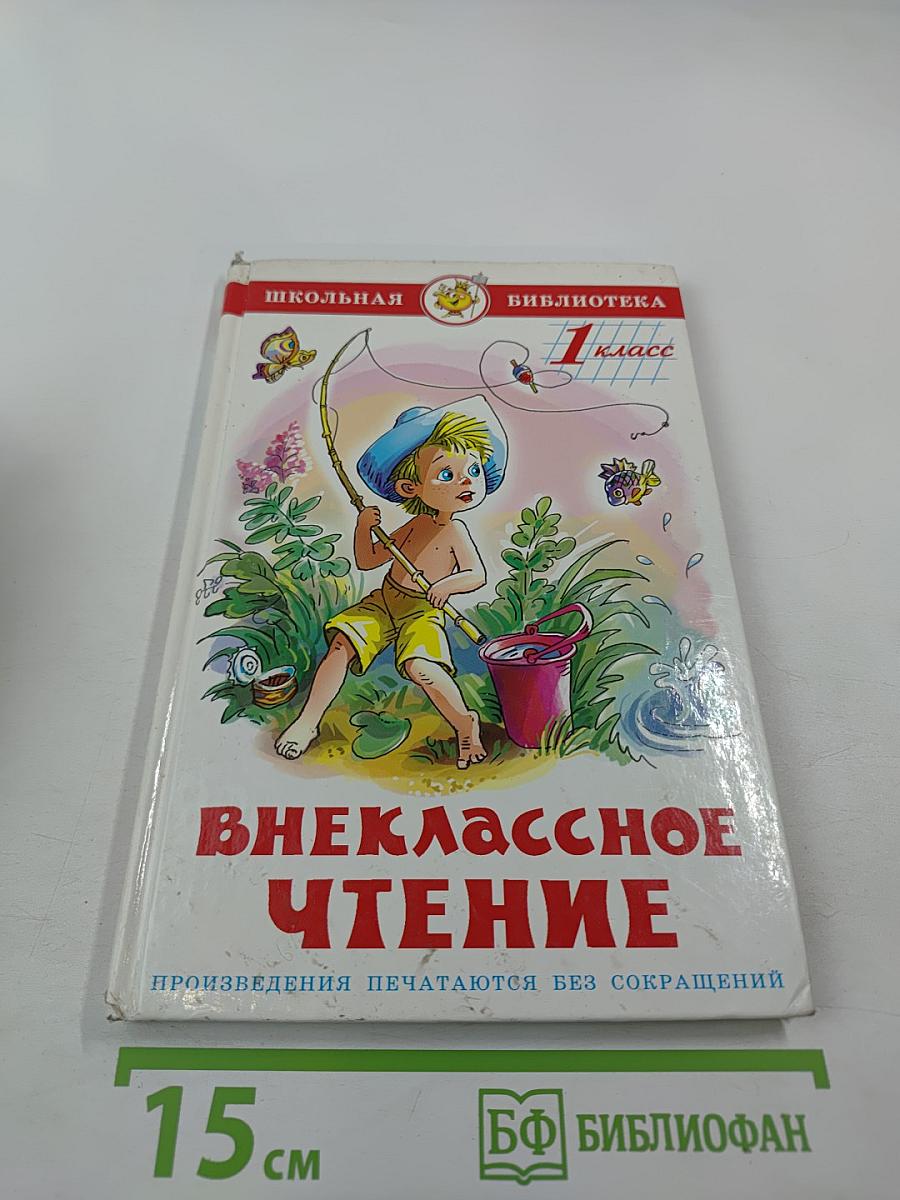 ШКОЛЬНАЯ БИБЛИОТЕКА
1 класс
ВНЕКЛАССНОЕ
ЧТЕНИЕ
ПРОИЗВЕДЕНИЯ ПЕЧАТАЮТСЯ БЕЗ СОКРАЩЕНИЙ
15 см БФ БИБЛИОФАН